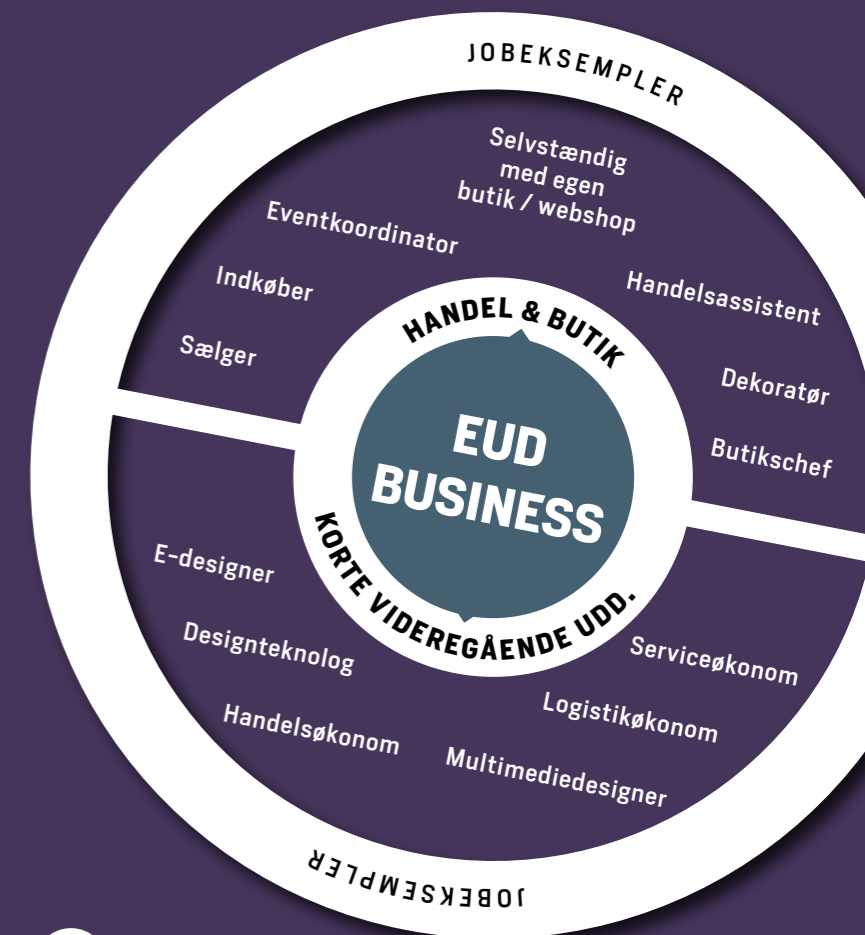 JOBEKSEMPLER
Selvstændig
med egen
butik / webshop
Eventkoordinator
Indkøber
Sælger
Handelsassistent
Dekoratør
Butikschef
HANDEL & BUTIK
EUD
BUSINESS
KORTE VIDEREGÅENDE UDD.
E-designer
Designteknolog
Handelsøkonom
Serviceøkonom
Logistikøkonom
Multimediedesigner
JOBEKSEMPLER